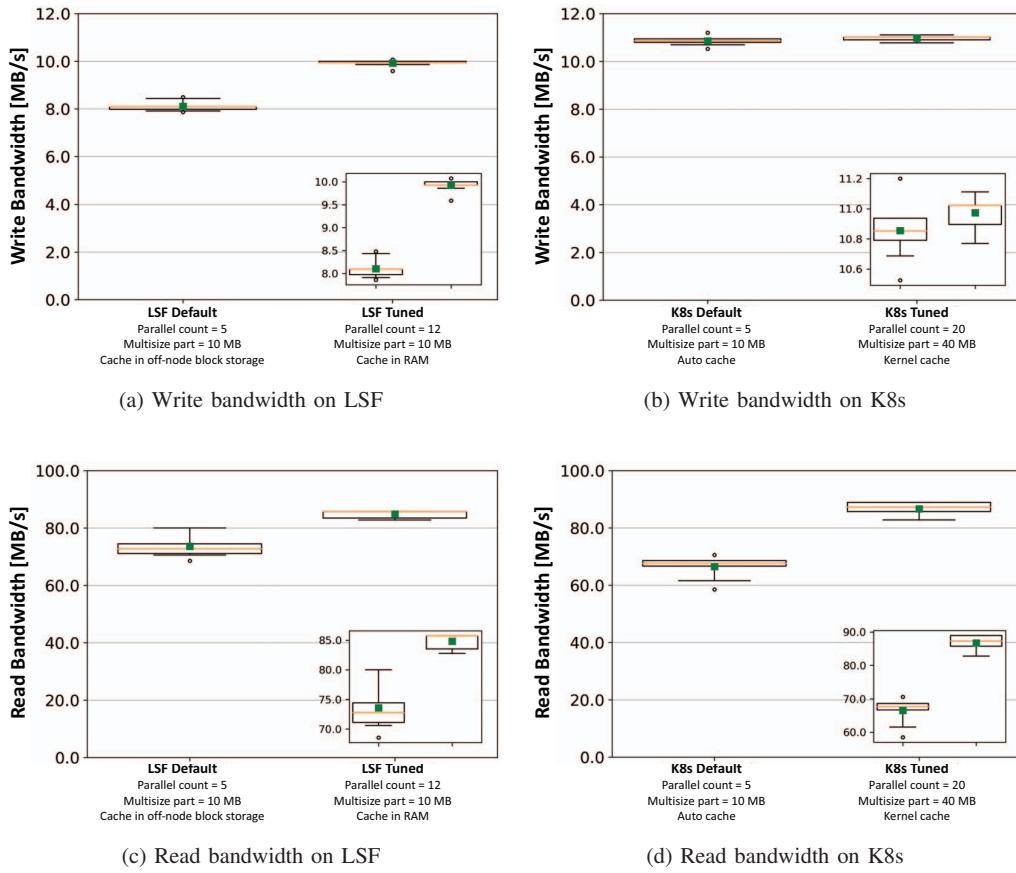 12.0
10.0
8.0
6.0
4.0
2.0
0.0
Write Bandwidth [MB/s]
10.0
9.5
9.0
8.5
8.0
LSF Default
Parallel count = 5
Multisize part = 10 MB
Cache in off-node block storage
LSF Tuned
Parallel count = 12
Multisize part = 10 MB
Cache in RAM
(a) Write bandwidth on LSF
12.0
10.0
8.0
6.0
4.0
2.0
0.0
Write Bandwidth [MB/s]
11.2
11.0
10.8
10.6
K8s Default
Parallel count = 5
Multisize part = 10 MB
Auto cache
K8s Tuned
Parallel count = 20
Multisize part = 40 MB
Kernel cache
(b) Write bandwidth on K8s
100.0
80.0
60.0
40.0
20.0
0.0
Read Bandwidth [MB/s]
85.0
80.0
75.0
70.0
LSF Default
Parallel count = 5
Multisize part = 10 MB
Cache in off-node block storage
LSF Tuned
Parallel count = 12
Multisize part = 10 MB
Cache in RAM
(c) Read bandwidth on LSF
100.0
80.0
60.0
40.0
20.0
0.0
Read Bandwidth [MB/s]
90.0
80.0
70.0
60.0
K8s Default
Parallel count = 5
Multisize part = 10 MB
Auto cache
K8s Tuned
Parallel count = 20
Multisize part = 40 MB
Kernel cache
(d) Read bandwidth on K8s